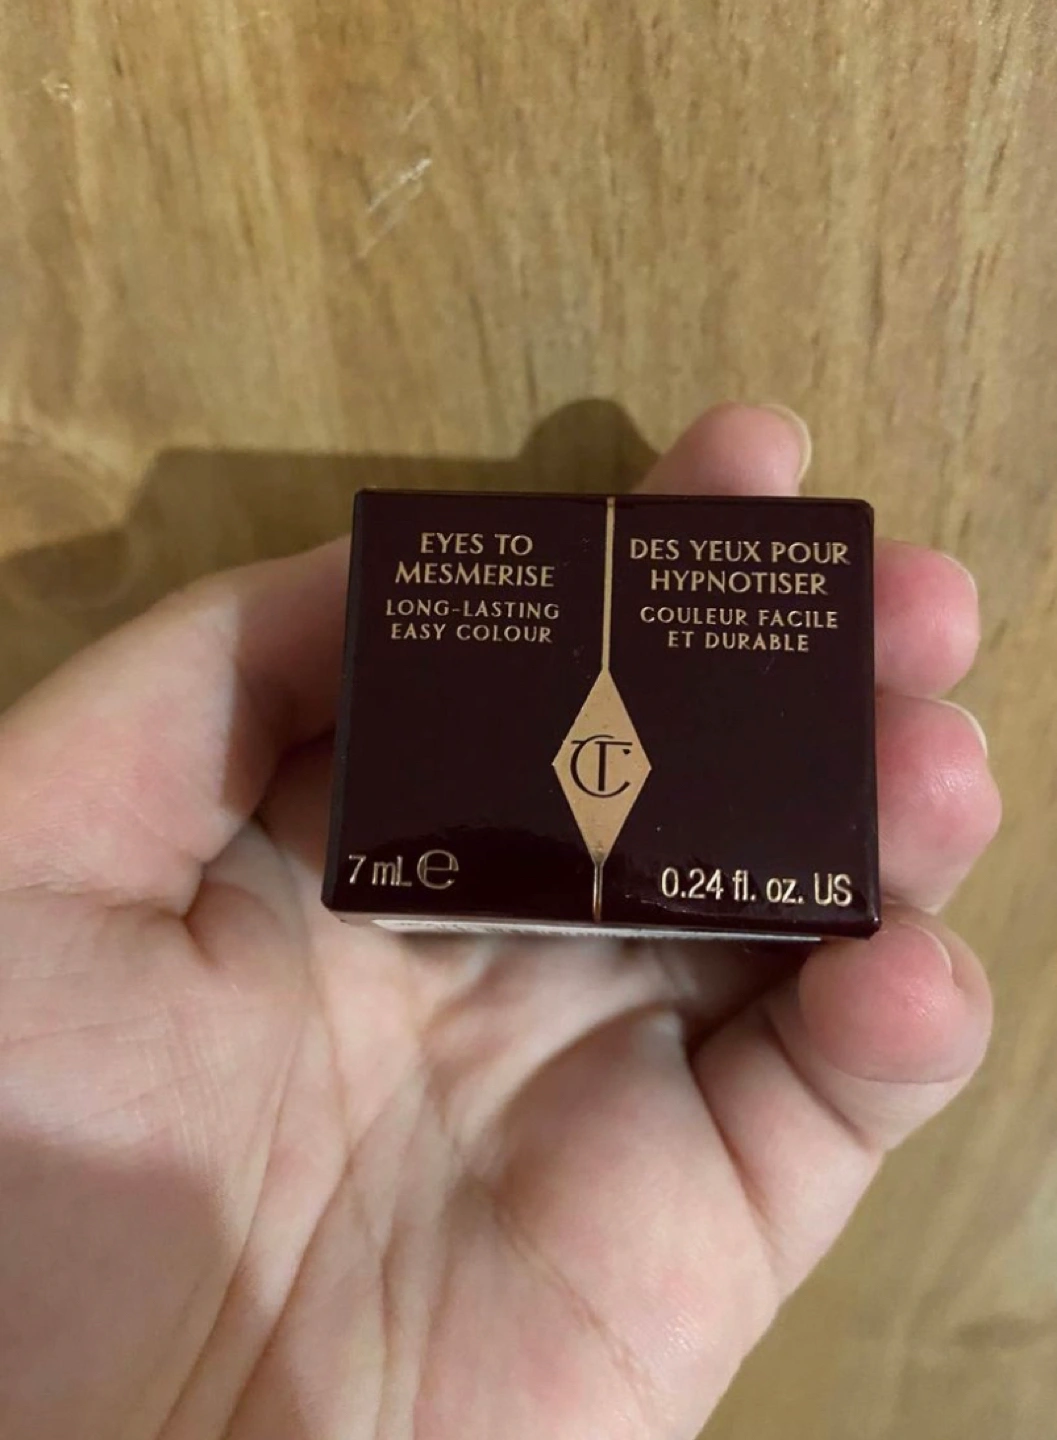 EYES TO
MESMERISE
LONG-LASTING
EASY COLOUR
DES YEUX POUR
HYPNOTISER
COULEUR FACILE
ET DURABLE
CT
7 mL ℮
0.24 fl. oz. US